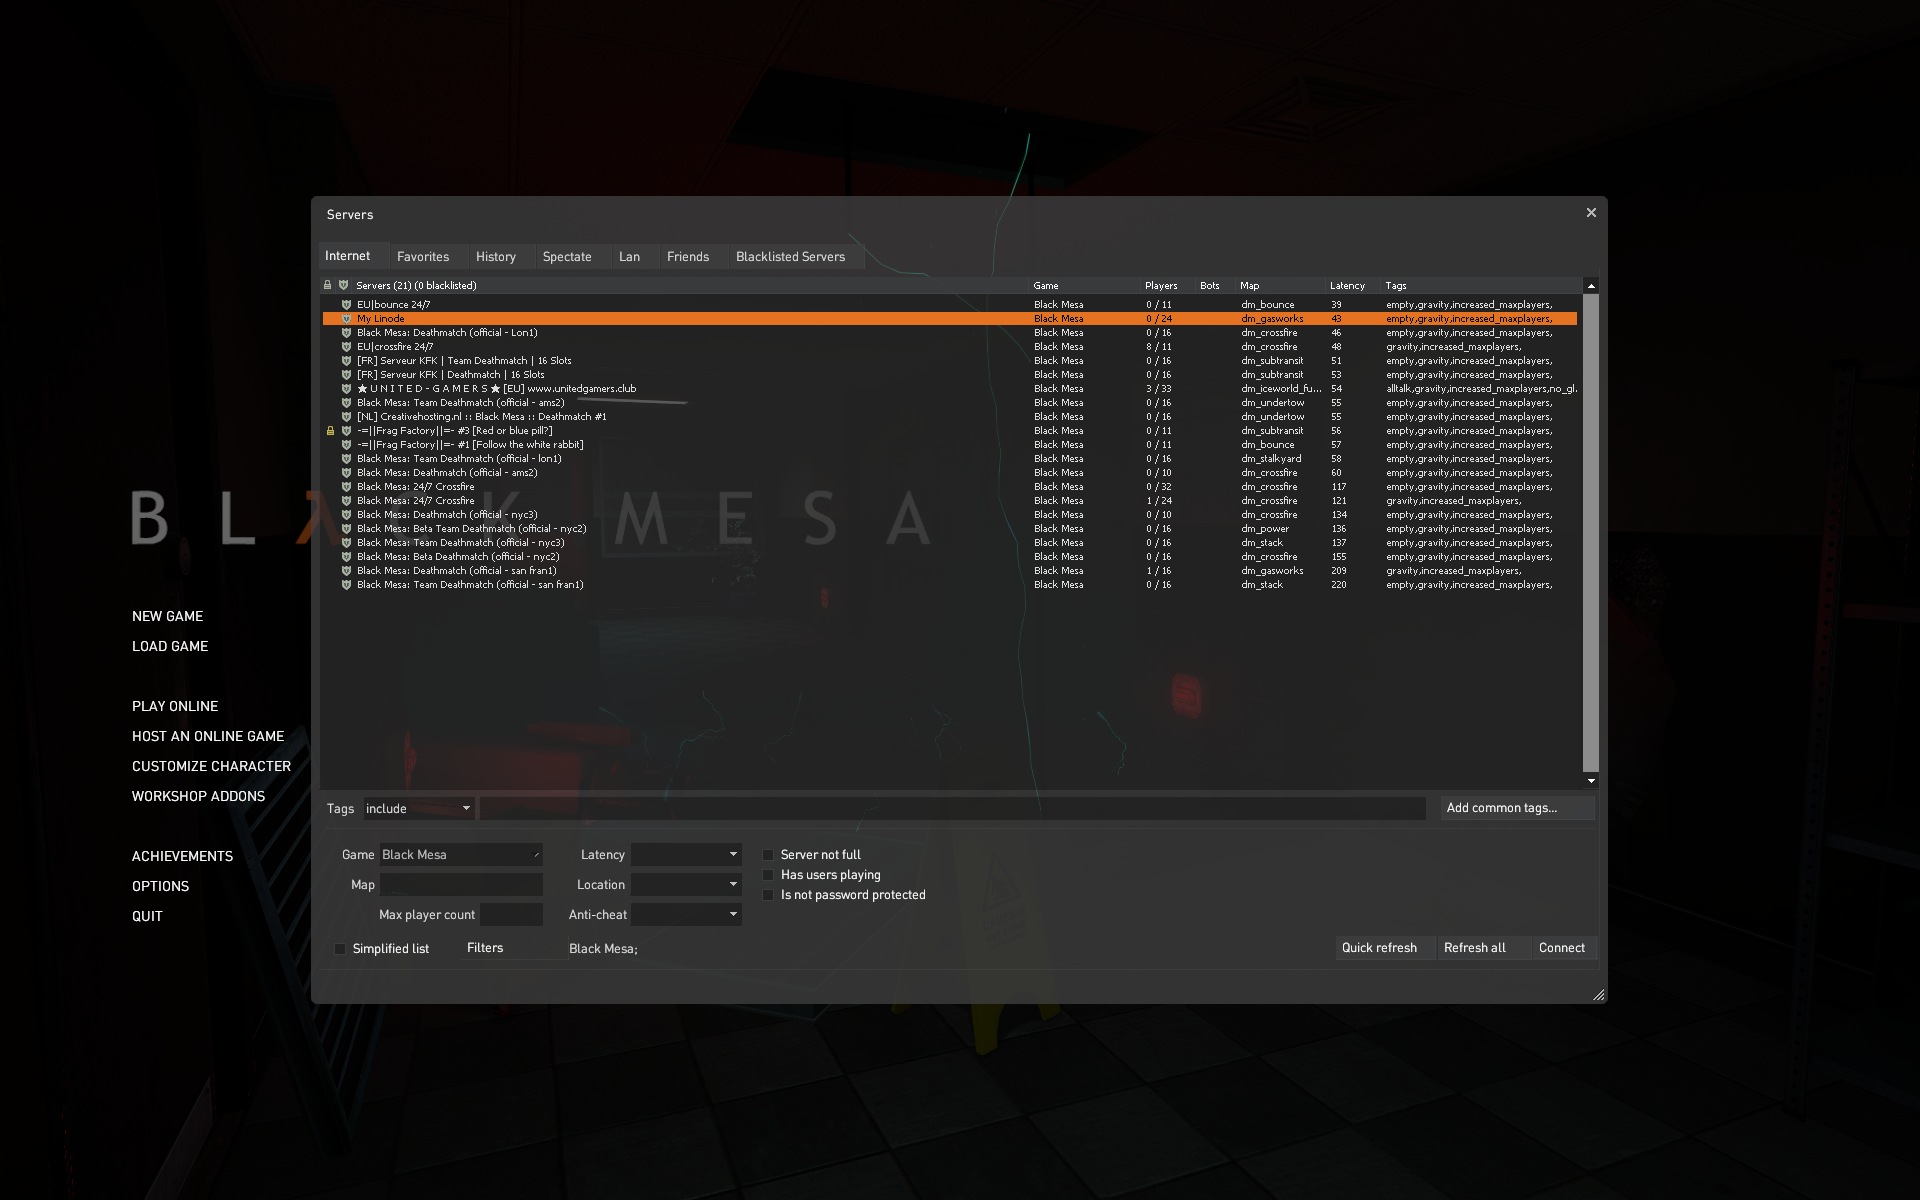 Servers
Internet Favorites History Spectate Lan Friends Blacklisted Servers
Servers (21) (0 blacklisted) Game Players Bots Map Latency Tags
EU|bounce 24/7 Black Mesa 0 / 11 dm_bounce 39 empty,gravity,increased_maxplayers,
My Linode Black Mesa 0 / 24 dm_gasworks 43 empty,gravity,increased_maxplayers,
Black Mesa: Deathmatch (official - Lon1) Black Mesa 0 / 16 dm_crossfire 46 empty,gravity,increased_maxplayers,
EU|crossfire 24/7 Black Mesa 8 / 11 dm_crossfire 48 gravity,increased_maxplayers,
[FR] Serveur KFK | Team Deathmatch | 16 Slots Black Mesa 0 / 16 dm_subtransit 51 empty,gravity,increased_maxplayers,
[FR] Serveur KFK | Deathmatch | 16 Slots Black Mesa 0 / 16 dm_subtransit 53 empty,gravity,increased_maxplayers,
★ U N I T E D - G A M E R S ★ [EU] www.unitedgamers.club Black Mesa 3 / 33 dm_iceworld_fu... 54 alltalk,gravity,increased_maxplayers,no_gl.
Black Mesa: Team Deathmatch (official - ams2) Black Mesa 0 / 16 dm_undertow 55 empty,gravity,increased_maxplayers,
[NL] Creativehosting.nl :: Black Mesa :: Deathmatch #1 Black Mesa 0 / 16 dm_undertow 55 empty,gravity,increased_maxplayers,
-=||Frag Factory||=- #3 [Red or blue pill?] Black Mesa 0 / 11 dm_subtransit 56 empty,gravity,increased_maxplayers,
-=||Frag Factory||=- #1 [Follow the white rabbit] Black Mesa 0 / 11 dm_bounce 57 empty,gravity,increased_maxplayers,
Black Mesa: Team Deathmatch (official - lon1) Black Mesa 0 / 16 dm_stalkyard 58 empty,gravity,increased_maxplayers,
Black Mesa: Deathmatch (official - ams2) Black Mesa 0 / 10 dm_crossfire 60 empty,gravity,increased_maxplayers,
Black Mesa: 24/7 Crossfire Black Mesa 0 / 32 dm_crossfire 117 empty,gravity,increased_maxplayers,
Black Mesa: 24/7 Crossfire Black Mesa 1 / 24 dm_crossfire 121 gravity,increased_maxplayers,
Black Mesa: Deathmatch (official - nyc3) Black Mesa 0 / 10 dm_crossfire 134 empty,gravity,increased_maxplayers,
Black Mesa: Beta Team Deathmatch (official - nyc2) Black Mesa 0 / 16 dm_power 136 empty,gravity,increased_maxplayers,
Black Mesa: Team Deathmatch (official - nyc3) Black Mesa 0 / 16 dm_stack 137 empty,gravity,increased_maxplayers,
Black Mesa: Beta Deathmatch (official - nyc2) Black Mesa 0 / 16 dm_crossfire 155 empty,gravity,increased_maxplayers,
Black Mesa: Deathmatch (official - san fran1) Black Mesa 1 / 16 dm_gasworks 209 gravity,increased_maxplayers,
Black Mesa: Team Deathmatch (official - san fran1) Black Mesa 0 / 16 dm_stack 220 empty,gravity,increased_maxplayers,
BLACK MESA
NEW GAME
LOAD GAME
PLAY ONLINE
HOST AN ONLINE GAME
CUSTOMIZE CHARACTER
WORKSHOP ADDONS
ACHIEVEMENTS
OPTIONS
QUIT
Tags include Add common tags...
Game Black Mesa Latency Server not full
Has users playing
Map Location Is not password protected
Max player count Anti-cheat
Simplified list Filters Black Mesa; Quick refresh Refresh all Connect